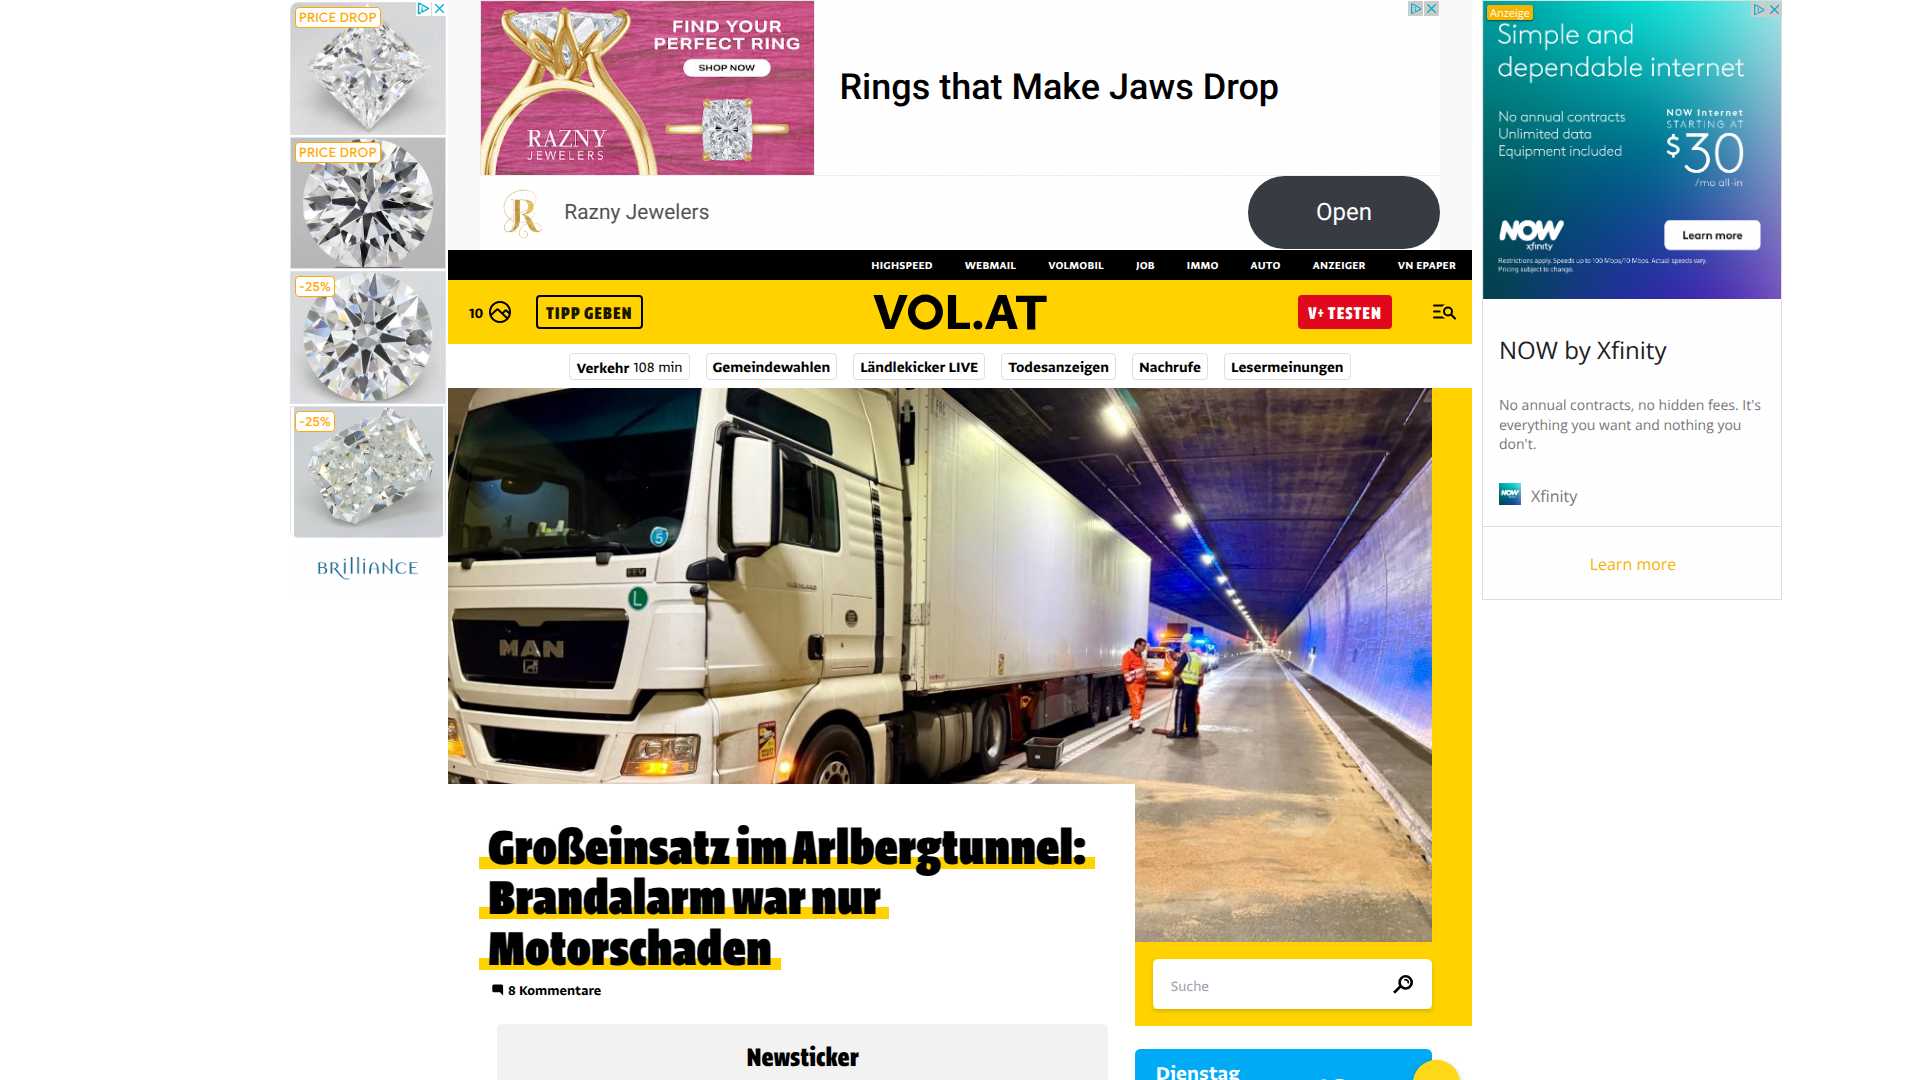 PRICE DROP
PRICE DROP
-25%
-25%
BRILLIANCE
FIND YOUR
PERFECT RING
SHOP NOW
RAZNY
JEWELERS
Rings that Make Jaws Drop
R
Razny Jewelers
Open
Anzeige
Simple and
dependable internet
No annual contracts
Unlimited data
Equipment included
NOW Internet
STARTING AT
$30
/mo all-in
NOW
xfinity
Learn more
Restrictions apply. Speeds up to 100 Mbps/10 Mbps. Actual speeds vary.
Pricing subject to change.
NOW by Xfinity
No annual contracts, no hidden fees. It's
everything you want and nothing you
don't.
NOW
Xfinity
Learn more
HIGHSPEED WEBMAIL VOLMOBIL JOB IMMO AUTO ANZEIGER VN EPAPER
10 TIPP GEBEN VOL.AT V+ TESTEN
Verkehr 108 min Gemeindewahlen Ländlekicker LIVE Todesanzeigen Nachrufe Lesermeinungen
5
L
MAN
Großeinsatz im Arlbergtunnel:
Brandalarm war nur
Motorschaden
8 Kommentare
Suche
Newsticker
Dienstag